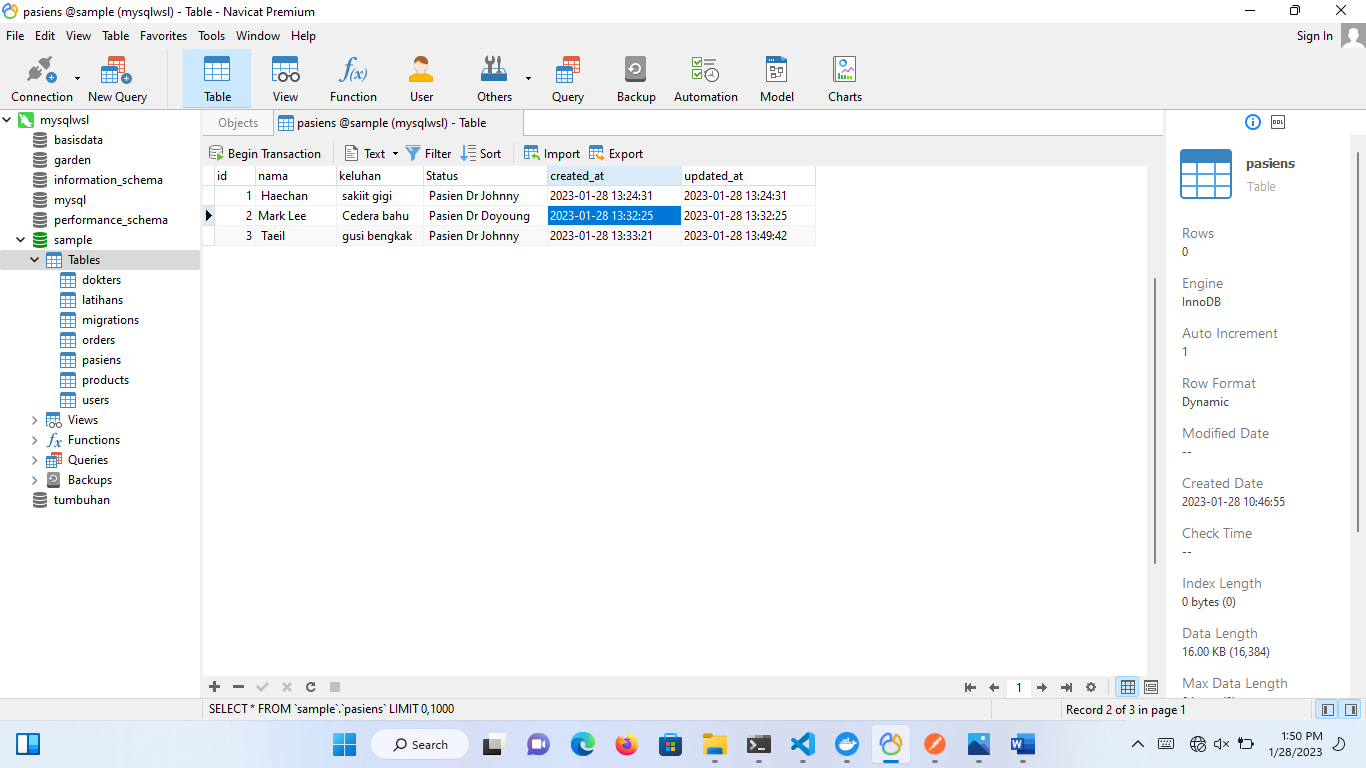 pasiens @sample (mysqlwsl) - Table - Navicat Premium
File Edit View Table Favorites Tools Window Help Sign In
Connection New Query Table View Function User Others Query Backup Automation Model Charts
mysqlwsl
basisdata
garden
information_schema
mysql
performance_schema
sample
Tables
dokters
latihans
migrations
orders
pasiens
products
users
Views
Functions
Queries
Backups
tumbuhan
Objects pasiens @sample (mysqlwsl) - Table
Begin Transaction Text Filter Sort Import Export
id nama keluhan Status created_at updated_at
1 Haechan sakiit gigi Pasien Dr Johnny 2023-01-28 13:24:31 2023-01-28 13:24:31
2 Mark Lee Cedera bahu Pasien Dr Doyoung 2023-01-28 13:32:25 2023-01-28 13:32:25
3 Taeil gusi bengkak Pasien Dr Johnny 2023-01-28 13:33:21 2023-01-28 13:49:42
DDL
pasiens
Table
Rows
0
Engine
InnoDB
Auto Increment
1
Row Format
Dynamic
Modified Date
--
Created Date
2023-01-28 10:46:55
Check Time
--
Index Length
0 bytes (0)
Data Length
16.00 KB (16,384)
Max Data Length
1
SELECT * FROM `sample`.`pasiens` LIMIT 0,1000
Record 2 of 3 in page 1
Search
1:50 PM
1/28/2023